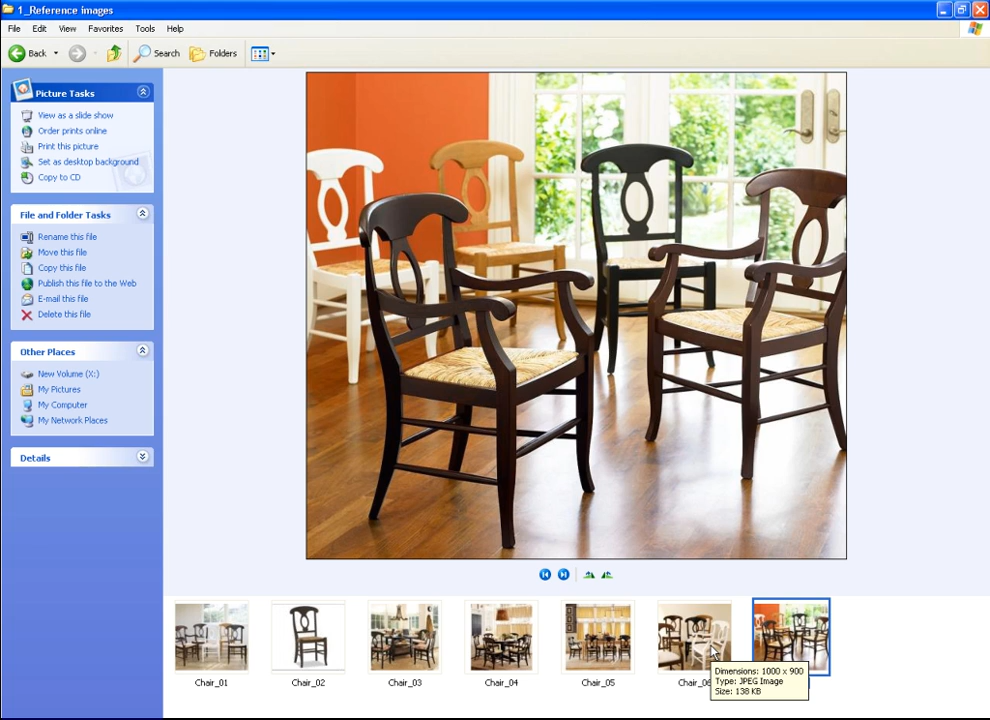 1_Reference images
File Edit View Favorites Tools Help
Back Search Folders
Picture Tasks
View as a slide show
Order prints online
Print this picture
Set as desktop background
Copy to CD
File and Folder Tasks
Rename this file
Move this file
Copy this file
Publish this file to the Web
E-mail this file
Delete this file
Other Places
New Volume (X:)
My Pictures
My Computer
My Network Places
Details
Chair_01 Chair_02 Chair_03 Chair_04 Chair_05
Dimensions: 1000 x 900
Type: JPEG Image
Size: 138 KB